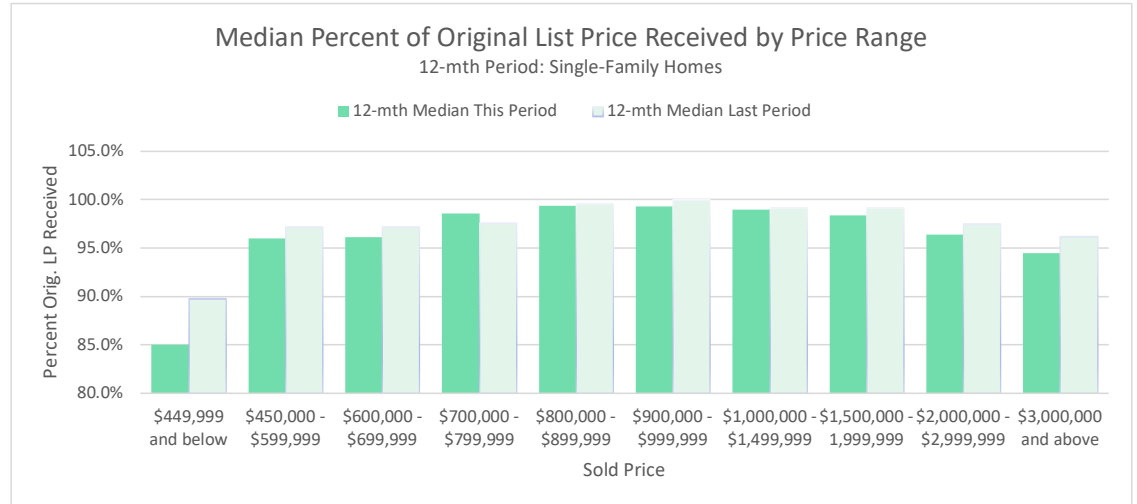 Median Percent of Original List Price Received by Price Range
12-mth Period: Single-Family Homes
12-mth Median This Period 12-mth Median Last Period
Percent Orig. LP Received
105.0%
100.0%
95.0%
90.0%
85.0%
80.0%
$449,999 $450,000 - $600,000 - $700,000 - $800,000 - $900,000 - $1,000,000 - $1,500,000 - $2,000,000 - $3,000,000
and below $599,999 $699,999 $799,999 $899,999 $999,999 $1,499,999 1,999,999 $2,999,999 and above
Sold Price